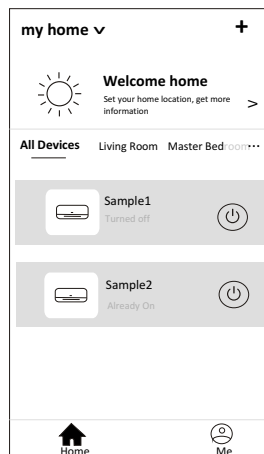 my home
Welcome home
Set your home location, get more
information
All Devices Living Room Master Bedroom
Sample1
Turned off
Sample2
Already On
Home Me